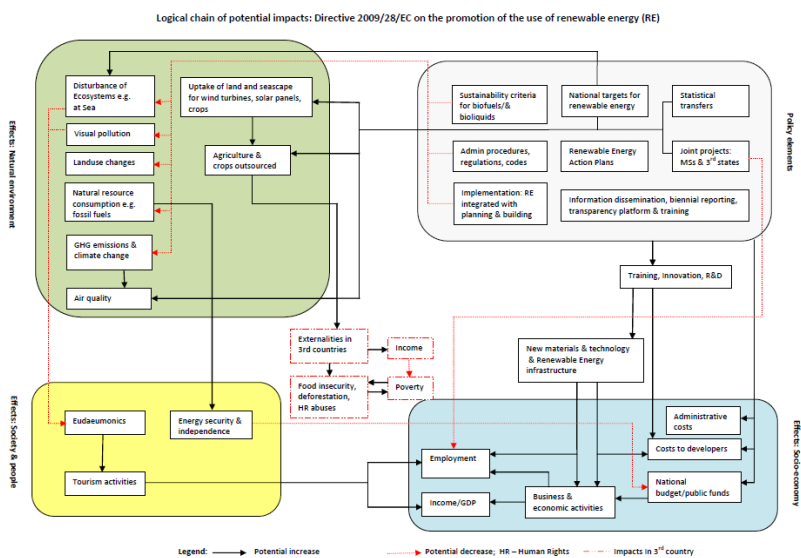 Logical chain of potential impacts: Directive 2009/28/EC on the promotion of the use of renewable energy (RE)
Effects: Natural environment
Disturbance of
Ecosystems e.g.
at Sea
Visual pollution
Landuse changes
Natural resource
consumption e.g.
fossil fuels
GHG emissions &
climate change
Air quality
Uptake of land and seascape
for wind turbines, solar panels,
crops
Agriculture &
crops outsourced
Policy elements
Sustainability criteria
for biofuels/&
bioliquids
National targets for
renewable energy
Statistical
transfers
Admin procedures,
regulations, codes
Renewable Energy
Action Plans
Joint projects:
MSs & 3rd states
Implementation: RE
integrated with
planning & building
Information dissemination, biennial reporting,
transparency platform & training
Training, Innovation, R&D
New materials & technology
& Renewable Energy
infrastructure
Externalities in
3rd countries
Income
Food insecurity,
deforestation,
HR abuses
Poverty
Effects: Society & people
Eudaeumonics
Energy security &
independence
Tourism activities
Effects: Socio-economy
Administrative
costs
Employment
Costs to developers
Income/GDP
Business &
economic activities
National
budget/public funds
Legend: Potential increase Potential decrease; HR – Human Rights Impacts in 3rd country